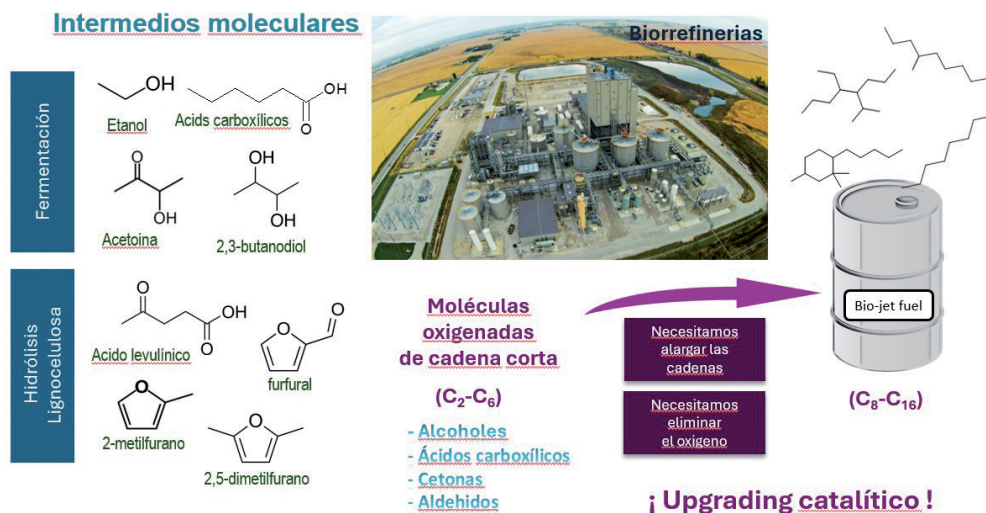 Intermedios moleculares
Biorrefinerias
Fermentación
OH
Etanol
OH
O
Acids carboxílicos
O
OH
Acetoina
OH
OH
2,3-butanodiol
Hidrólisis
Lignocelulosa
O
OH
O
Acido levulínico
O
O
furfural
O
2-metilfurano
O
2,5-dimetilfurano
Moléculas
oxigenadas
de cadena corta
(C₂-C₆)
- Alcoholes
- Ácidos carboxílicos
- Cetonas
- Aldehidos
Necesitamos
alargar las
cadenas
Necesitamos
eliminar
el oxigeno
Bio-jet fuel
(C₈-C₁₆)
¡ Upgrading catalítico !